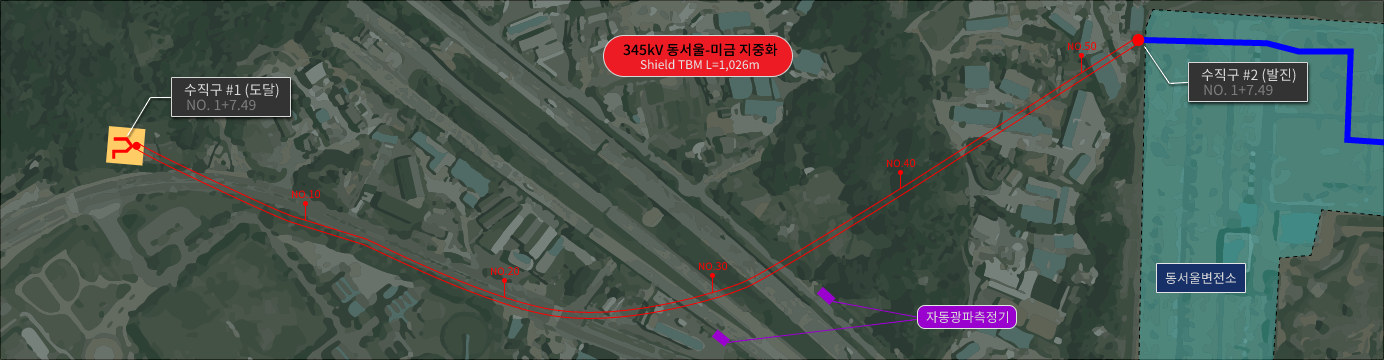 345kV 동서울-미금 지중화
Shield TBM L=1,026m
NO.50
수직구 #2 (발진)
NO. 1+7.49
수직구 #1 (도달)
NO. 1+7.49
NO.40
NO.10
NO.20
NO.30
동서울변전소
자동광파측정기